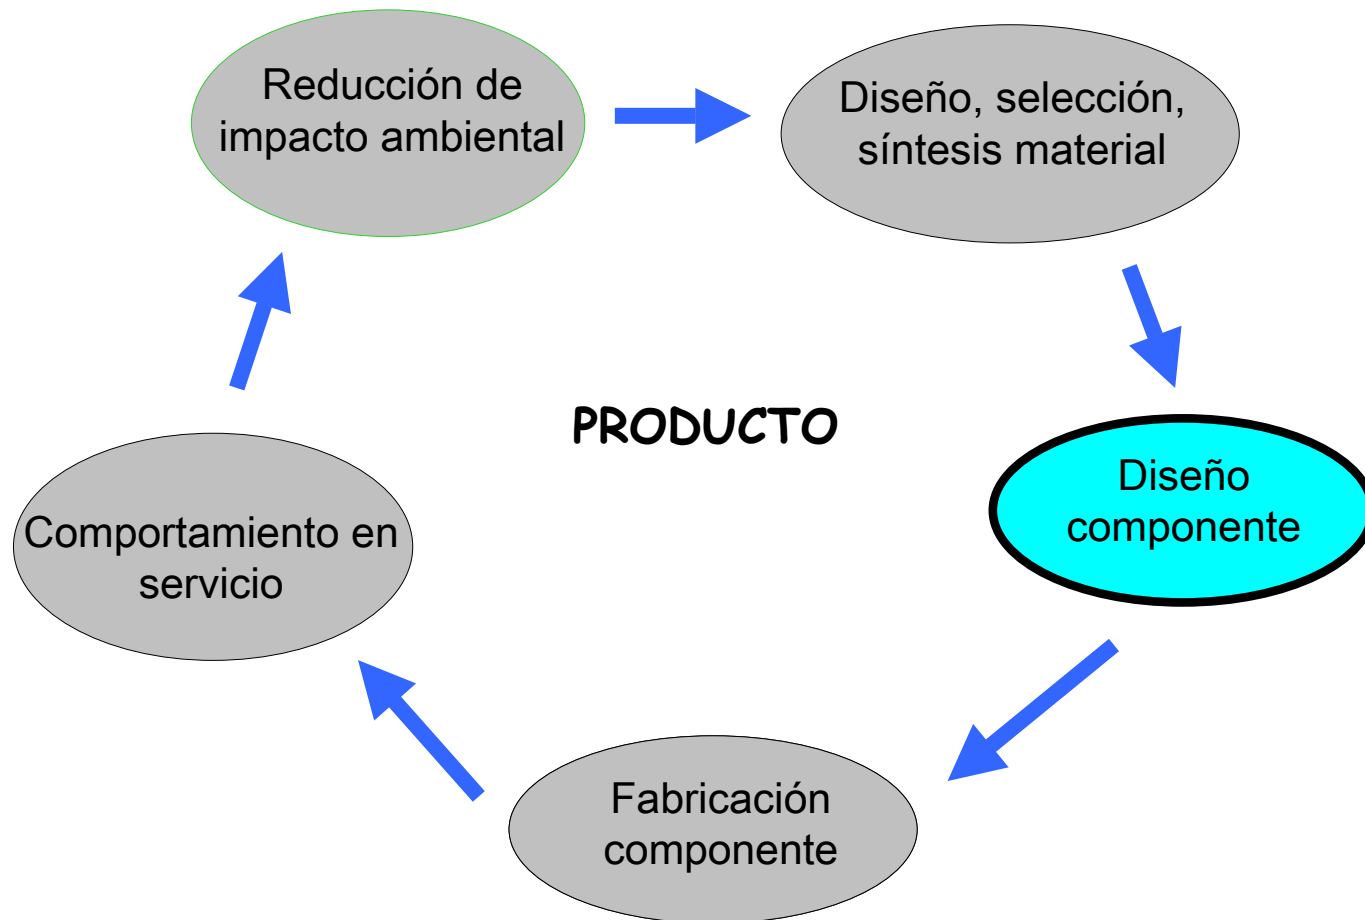 Reducción de
impacto ambiental
Diseño, selección,
síntesis material
PRODUCTO
Diseño
componente
Comportamiento en
servicio
Fabricación
componente